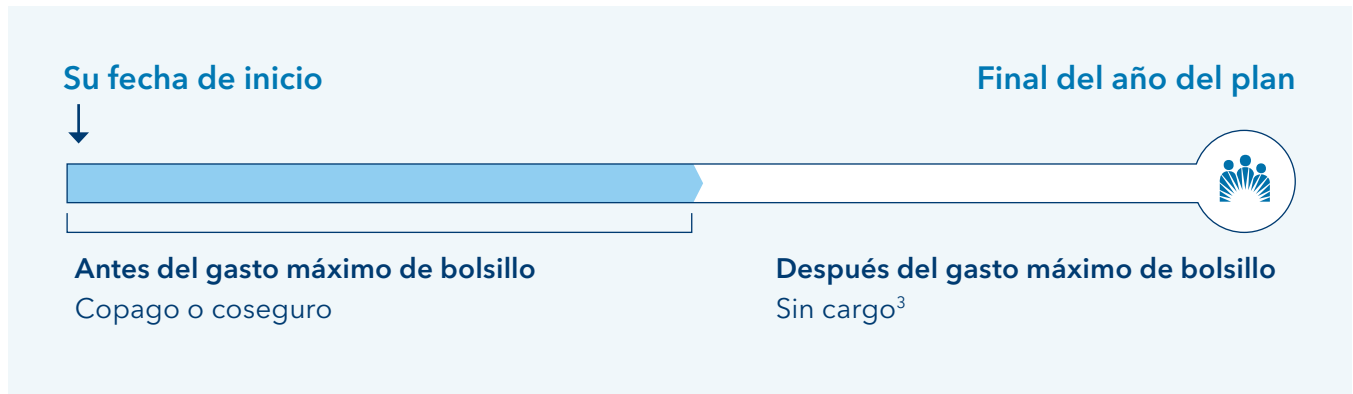 Su fecha de inicio
Final del año del plan
Antes del gasto máximo de bolsillo
Copago o coseguro
Después del gasto máximo de bolsillo
Sin cargo³